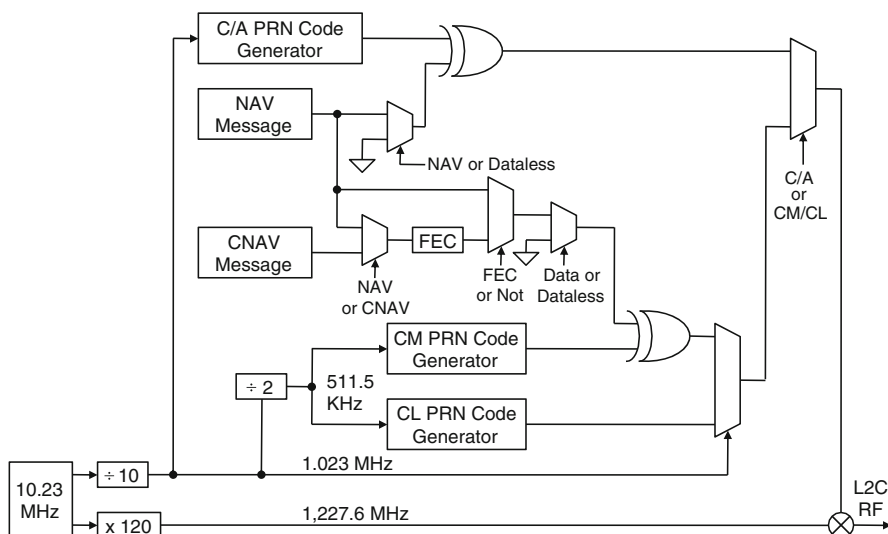 C/A PRN Code
Generator
NAV
Message
NAV or Dataless
C/A
or
CM/CL
CNAV
Message
FEC
NAV
or CNAV
FEC
or Not
Data or
Dataless
CM PRN Code
Generator
÷ 2
511.5
KHz
CL PRN Code
Generator
10.23
MHz
÷ 10
1.023 MHz
x 120
1,227.6 MHz
L2C
RF